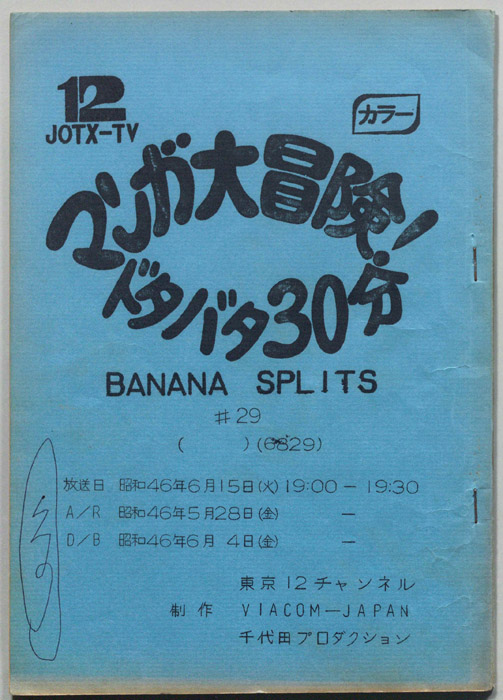 12
JOTX-TV
カラー
マンガ大冒険!
ドタバタ30分
BANANA SPLITS
#29
(          )(6829)
放送日 昭和46年6月15日(火)19:00 — 19:30
A/R 昭和46年5月28日(金) —
D/B 昭和46年6月 4日(金) —
東京12チャンネル
制作 VIACOM—JAPAN
千代田プロダクション